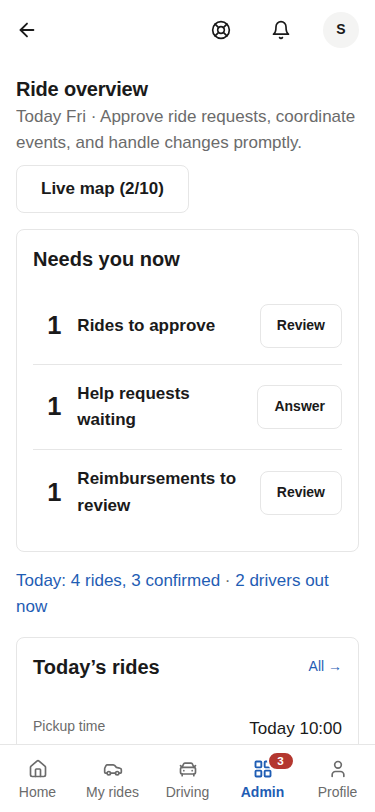 S
Ride overview
Today Fri · Approve ride requests, coordinate
events, and handle changes promptly.
Live map (2/10)
Needs you now
1 Rides to approve Review
1 Help requests
waiting Answer
1 Reimbursements to
review Review
Today: 4 rides, 3 confirmed · 2 drivers out
now
Today’s rides All →
Pickup time Today 10:00
3
Home My rides Driving Admin Profile